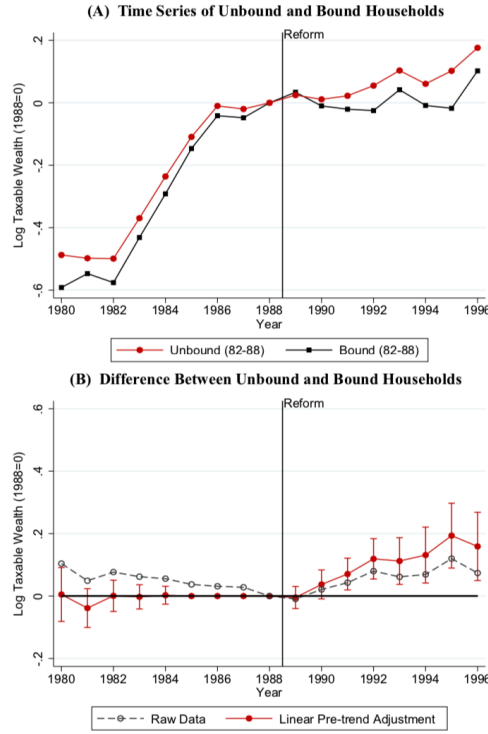 (A) Time Series of Unbound and Bound Households
Reform
.2
0
-.2
-.4
-.6
Log Taxable Wealth (1988=0)
1980 1982 1984 1986 1988 1990 1992 1994 1996
Year
Unbound (82-88) Bound (82-88)
(B) Difference Between Unbound and Bound Households
Reform
.6
.4
.2
0
-.2
Log Taxable Wealth (1988=0)
1980 1982 1984 1986 1988 1990 1992 1994 1996
Year
Raw Data Linear Pre-trend Adjustment